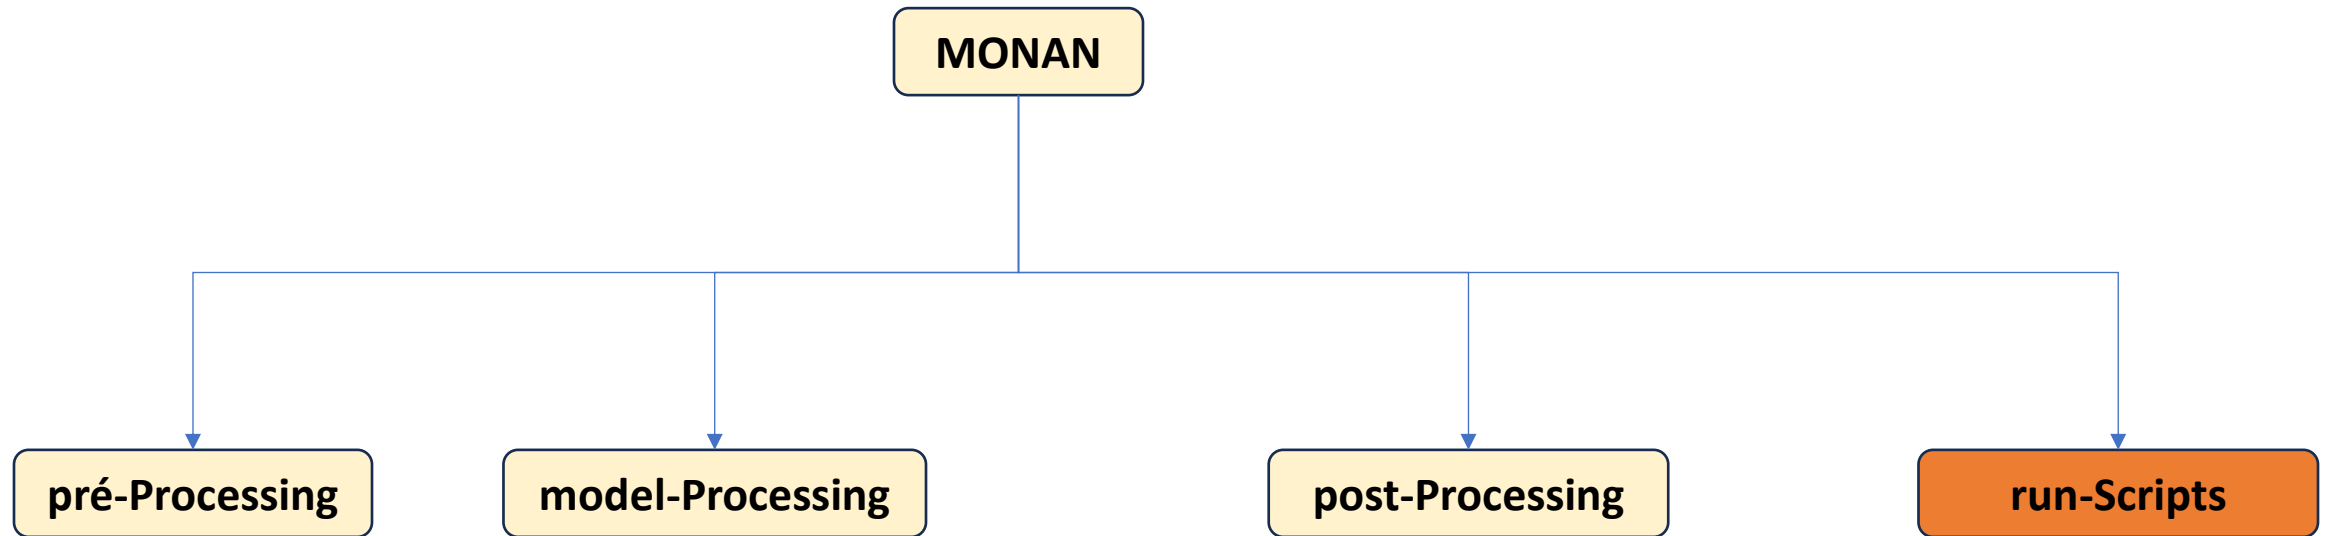 MONAN
pré-Processing
model-Processing
post-Processing
run-Scripts